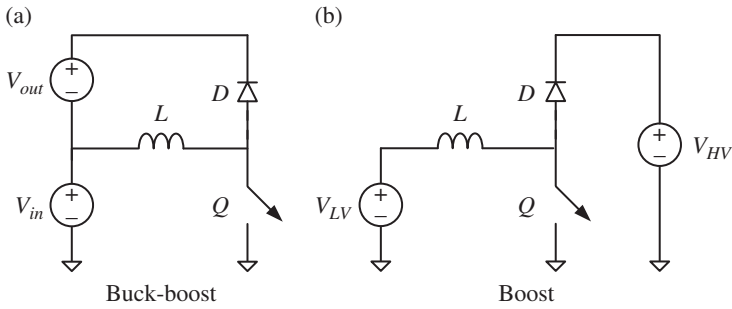 (a)
V_out
+
−
D
L
V_in
+
−
Q
Buck-boost
(b)
D
L
V_LV
+
−
Q
V_HV
+
−
Boost